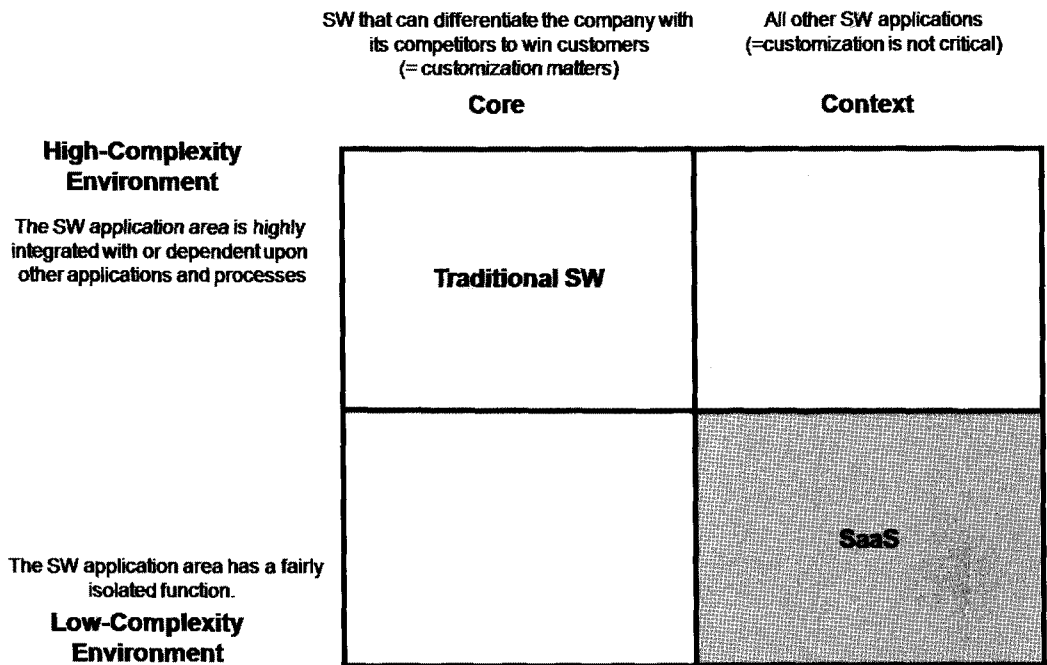 SW that can differentiate the company with
its competitors to win customers
(= customization matters)
Core
All other SW applications
(=customization is not critical)
Context
High-Complexity
Environment
The SW application area is highly
integrated with or dependent upon
other applications and processes
Traditional SW
SaaS
The SW application area has a fairly
isolated function.
Low-Complexity
Environment